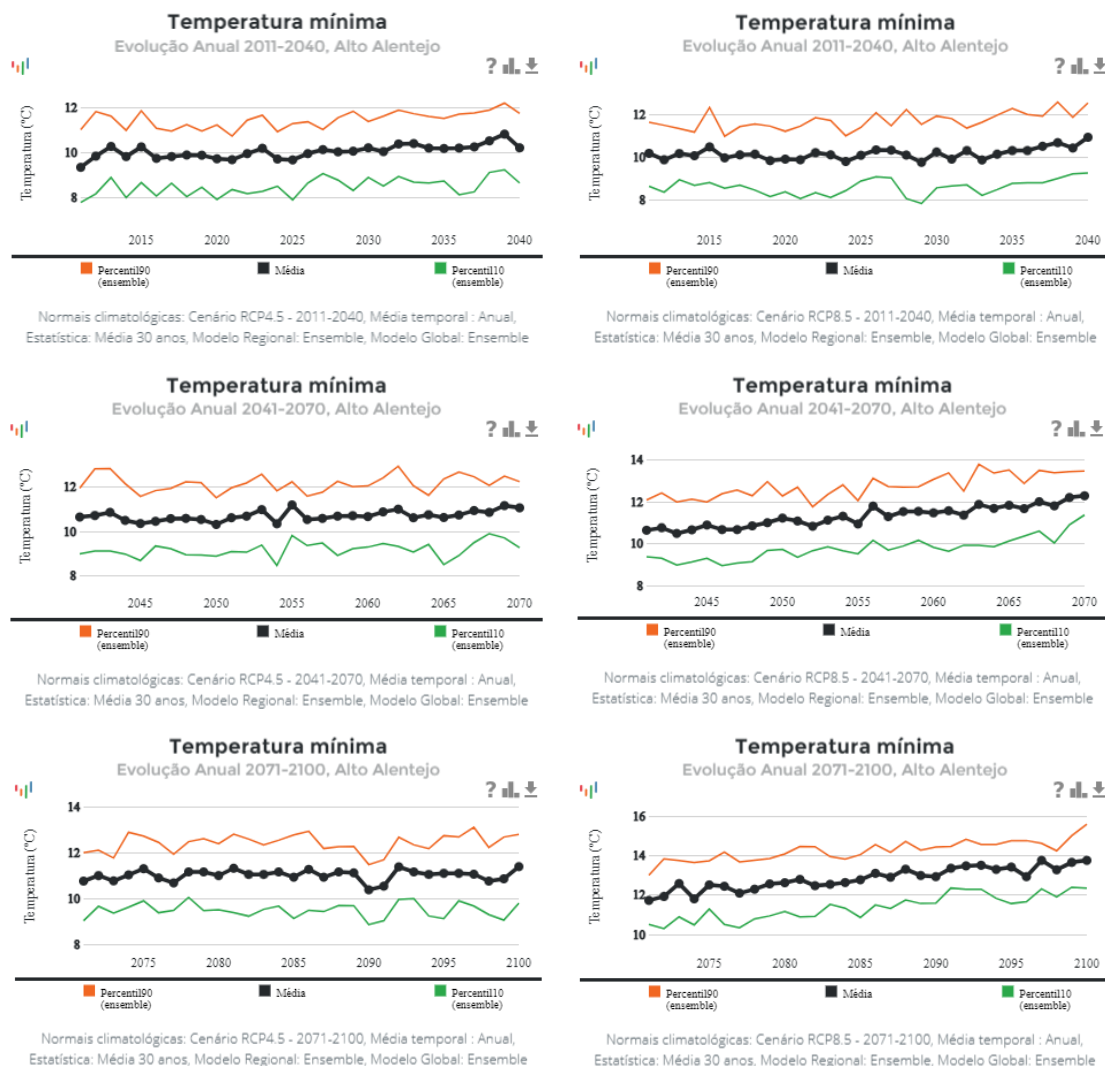 Temperatura mínima
Evolução Anual 2011-2040, Alto Alentejo
?
Temperatura (°C)
12
10
8
2015
2020
2025
2030
2035
2040
Percentil90
(ensemble)
Média
Percentil10
(ensemble)
Normais climatológicas: Cenário RCP4.5 - 2011-2040, Média temporal : Anual,
Estatística: Média 30 anos, Modelo Regional: Ensemble, Modelo Global: Ensemble
Temperatura mínima
Evolução Anual 2011-2040, Alto Alentejo
?
Temperatura (°C)
12
10
8
2015
2020
2025
2030
2035
2040
Percentil90
(ensemble)
Média
Percentil10
(ensemble)
Normais climatológicas: Cenário RCP8.5 - 2011-2040, Média temporal : Anual,
Estatística: Média 30 anos, Modelo Regional: Ensemble, Modelo Global: Ensemble
Temperatura mínima
Evolução Anual 2041-2070, Alto Alentejo
?
Temperatura (°C)
12
10
8
2045
2050
2055
2060
2065
2070
Percentil90
(ensemble)
Média
Percentil10
(ensemble)
Normais climatológicas: Cenário RCP4.5 - 2041-2070, Média temporal : Anual,
Estatística: Média 30 anos, Modelo Regional: Ensemble, Modelo Global: Ensemble
Temperatura mínima
Evolução Anual 2041-2070, Alto Alentejo
?
Temperatura (°C)
14
12
10
8
2045
2050
2055
2060
2065
2070
Percentil90
(ensemble)
Média
Percentil10
(ensemble)
Normais climatológicas: Cenário RCP8.5 - 2041-2070, Média temporal : Anual,
Estatística: Média 30 anos, Modelo Regional: Ensemble, Modelo Global: Ensemble
Temperatura mínima
Evolução Anual 2071-2100, Alto Alentejo
?
Temperatura (°C)
14
12
10
8
2075
2080
2085
2090
2095
2100
Percentil90
(ensemble)
Média
Percentil10
(ensemble)
Normais climatológicas: Cenário RCP4.5 - 2071-2100, Média temporal : Anual,
Estatística: Média 30 anos, Modelo Regional: Ensemble, Modelo Global: Ensemble
Temperatura mínima
Evolução Anual 2071-2100, Alto Alentejo
?
Temperatura (°C)
16
14
12
10
2075
2080
2085
2090
2095
2100
Percentil90
(ensemble)
Média
Percentil10
(ensemble)
Normais climatológicas: Cenário RCP8.5 - 2071-2100, Média temporal : Anual,
Estatística: Média 30 anos, Modelo Regional: Ensemble, Modelo Global: Ensemble